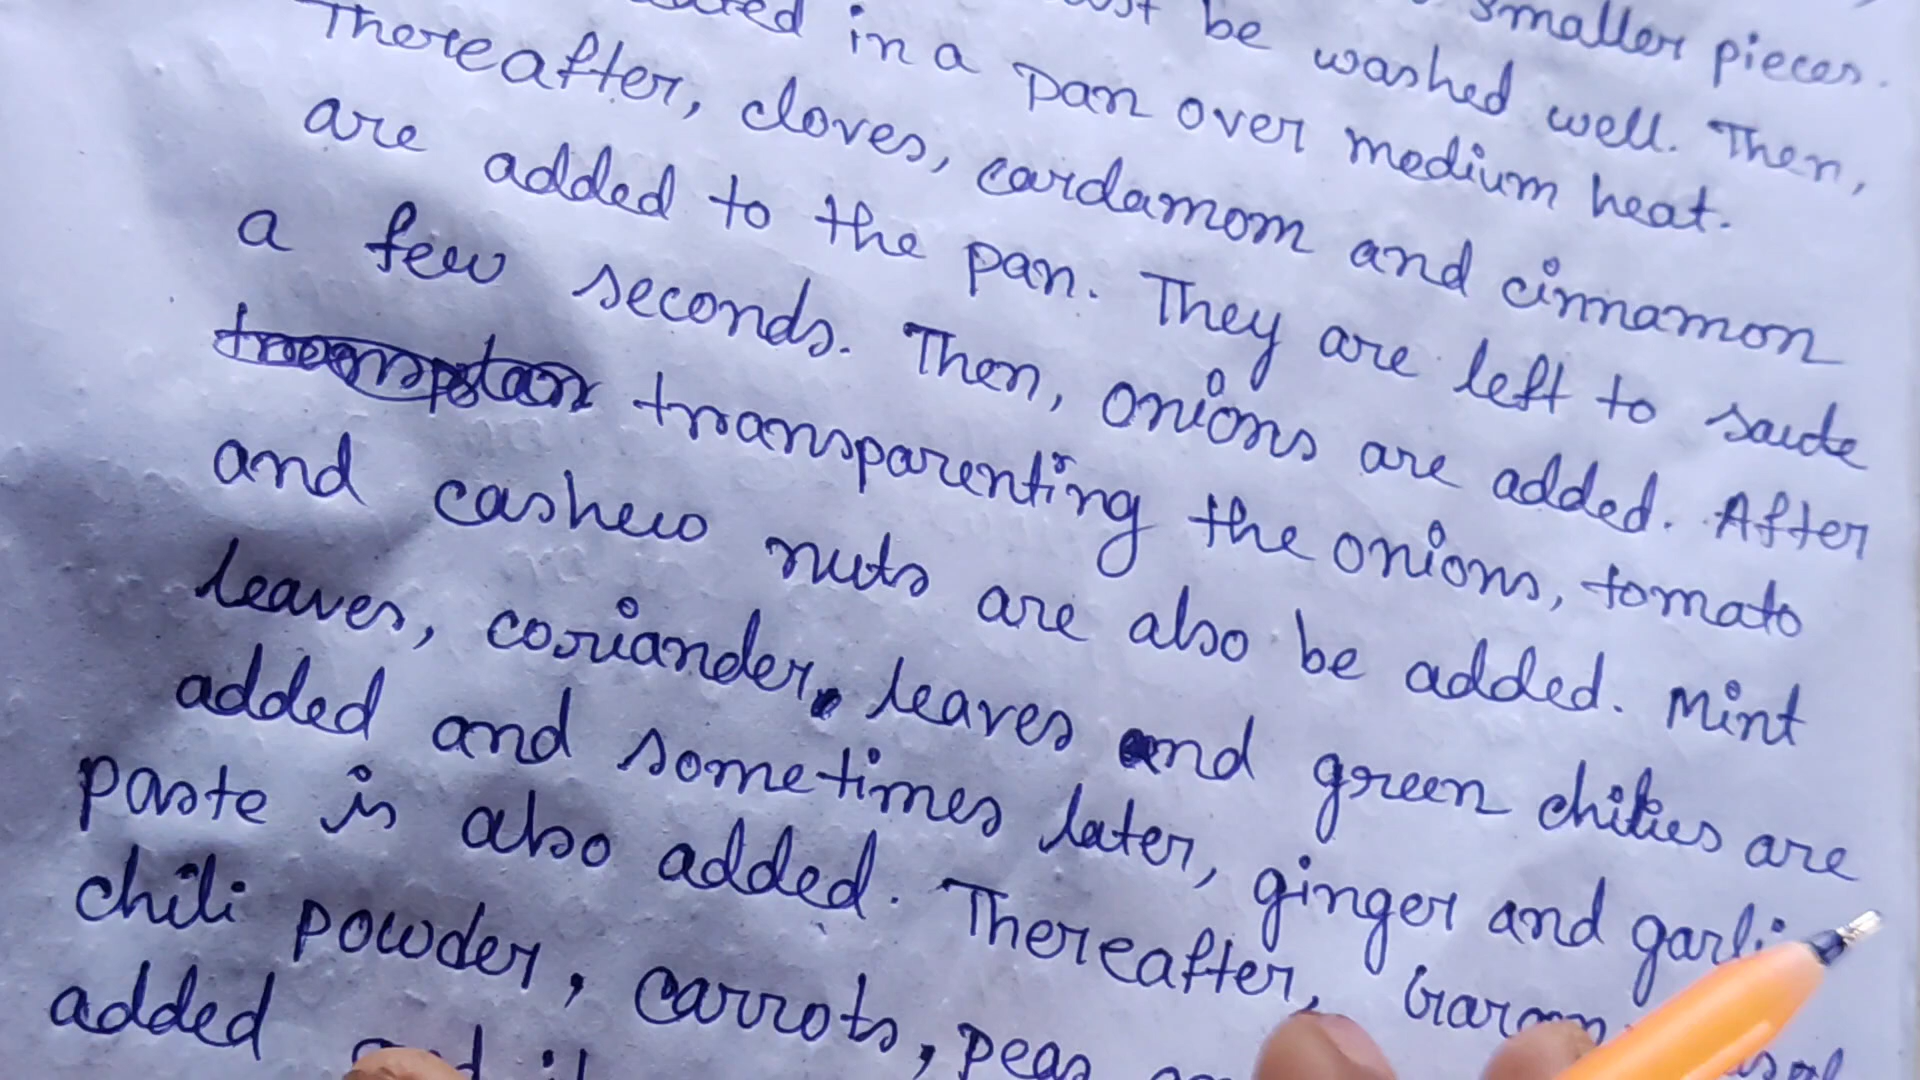 smaller pieces.
be washed well. Then,
in a pan over medium heat.
Thereafter, cloves, cardamom and cinnamon
are added to the pan. They are left to saute
a few seconds. Then, onions are added. After
transparenting the onions, tomato
and cashew nuts are also be added. Mint
leaves, coriander leaves and green chilies are
added and sometimes later, ginger and
paste is also added. Thereafter,
chili powder, carrots, peas
added